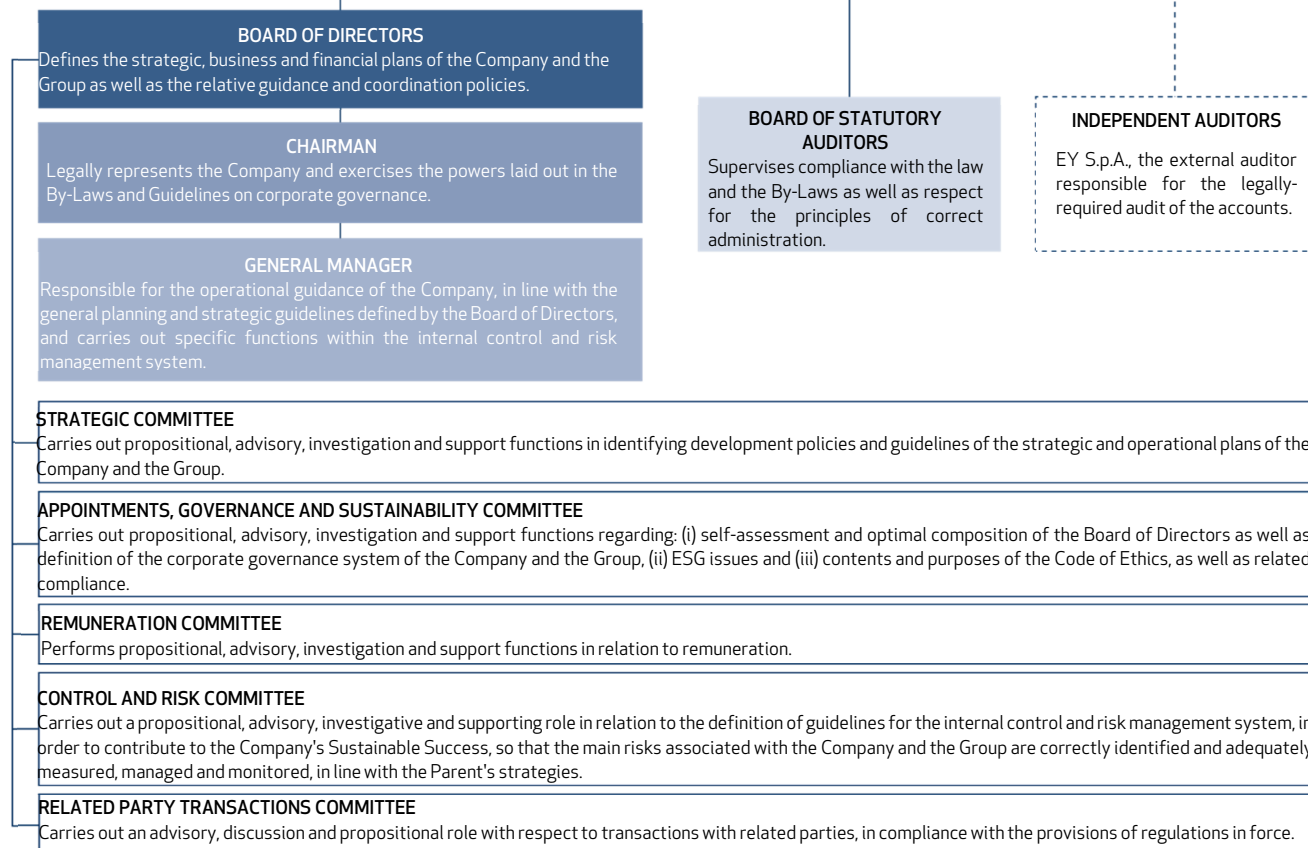 BOARD OF DIRECTORS
Defines the strategic, business and financial plans of the Company and the
Group as well as the relative guidance and coordination policies.
CHAIRMAN
Legally represents the Company and exercises the powers laid out in the
By-Laws and Guidelines on corporate governance.
GENERAL MANAGER
Responsible for the operational guidance of the Company, in line with the
general planning and strategic guidelines defined by the Board of Directors,
and carries out specific functions within the internal control and risk
management system.
BOARD OF STATUTORY
AUDITORS
Supervises compliance with the law
and the By-Laws as well as respect
for the principles of correct
administration.
INDEPENDENT AUDITORS
EY S.p.A., the external auditor
responsible for the legally-
required audit of the accounts.
STRATEGIC COMMITTEE
Carries out propositional, advisory, investigation and support functions in identifying development policies and guidelines of the strategic and operational plans of the
Company and the Group.
APPOINTMENTS, GOVERNANCE AND SUSTAINABILITY COMMITTEE
Carries out propositional, advisory, investigation and support functions regarding: (i) self-assessment and optimal composition of the Board of Directors as well as
definition of the corporate governance system of the Company and the Group, (ii) ESG issues and (iii) contents and purposes of the Code of Ethics, as well as related
compliance.
REMUNERATION COMMITTEE
Performs propositional, advisory, investigation and support functions in relation to remuneration.
CONTROL AND RISK COMMITTEE
Carries out a propositional, advisory, investigative and supporting role in relation to the definition of guidelines for the internal control and risk management system, in
order to contribute to the Company's Sustainable Success, so that the main risks associated with the Company and the Group are correctly identified and adequately
measured, managed and monitored, in line with the Parent's strategies.
RELATED PARTY TRANSACTIONS COMMITTEE
Carries out an advisory, discussion and propositional role with respect to transactions with related parties, in compliance with the provisions of regulations in force.